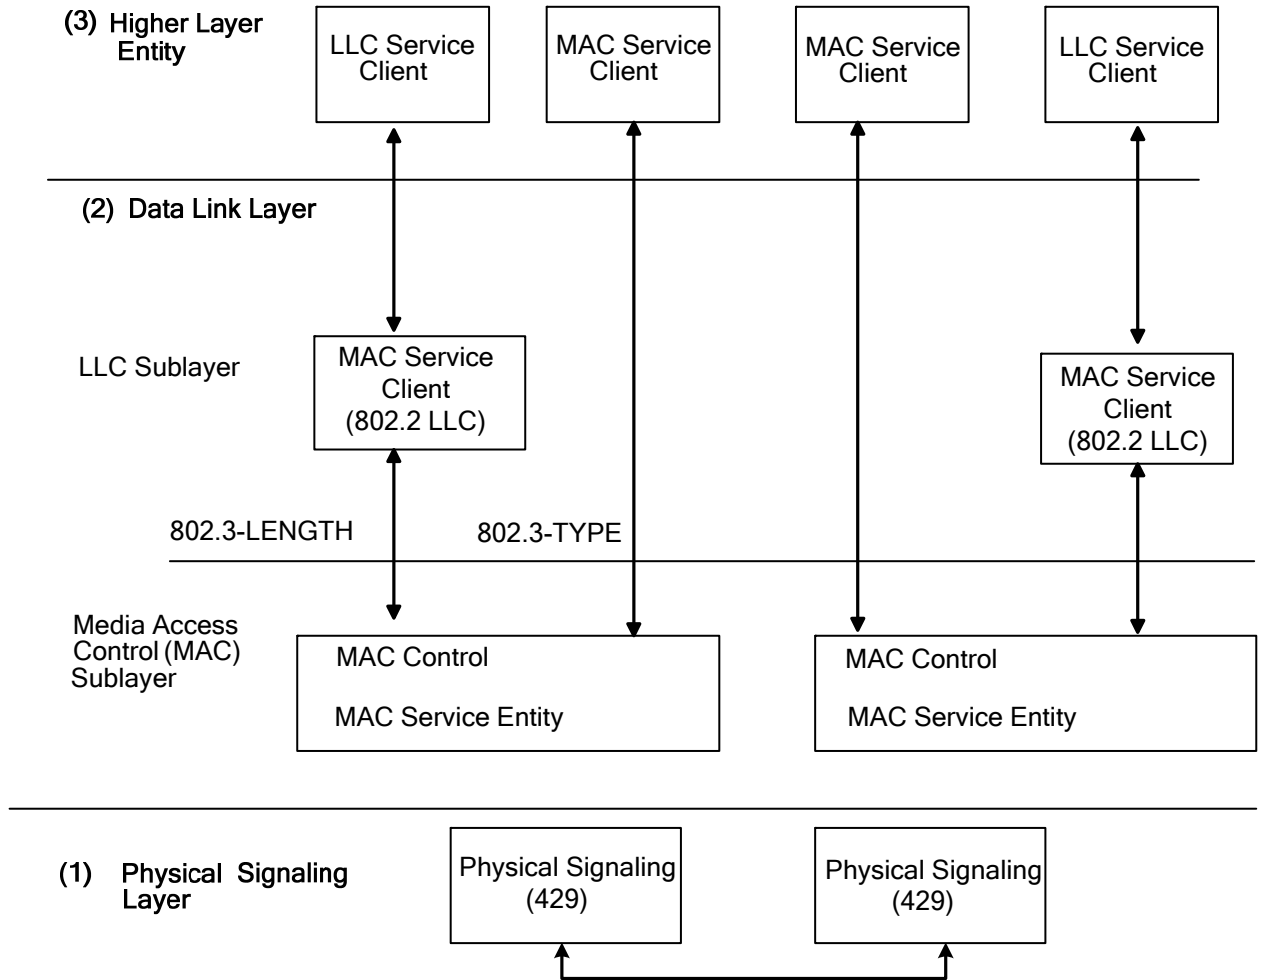 (3) Higher Layer
Entity
LLC Service
Client
MAC Service
Client
MAC Service
Client
LLC Service
Client
(2) Data Link Layer
LLC Sublayer
MAC Service
Client
(802.2 LLC)
MAC Service
Client
(802.2 LLC)
802.3-LENGTH
802.3-TYPE
Media Access
Control (MAC)
Sublayer
MAC Control
MAC Service Entity
MAC Control
MAC Service Entity
(1) Physical Signaling
Layer
Physical Signaling
(429)
Physical Signaling
(429)